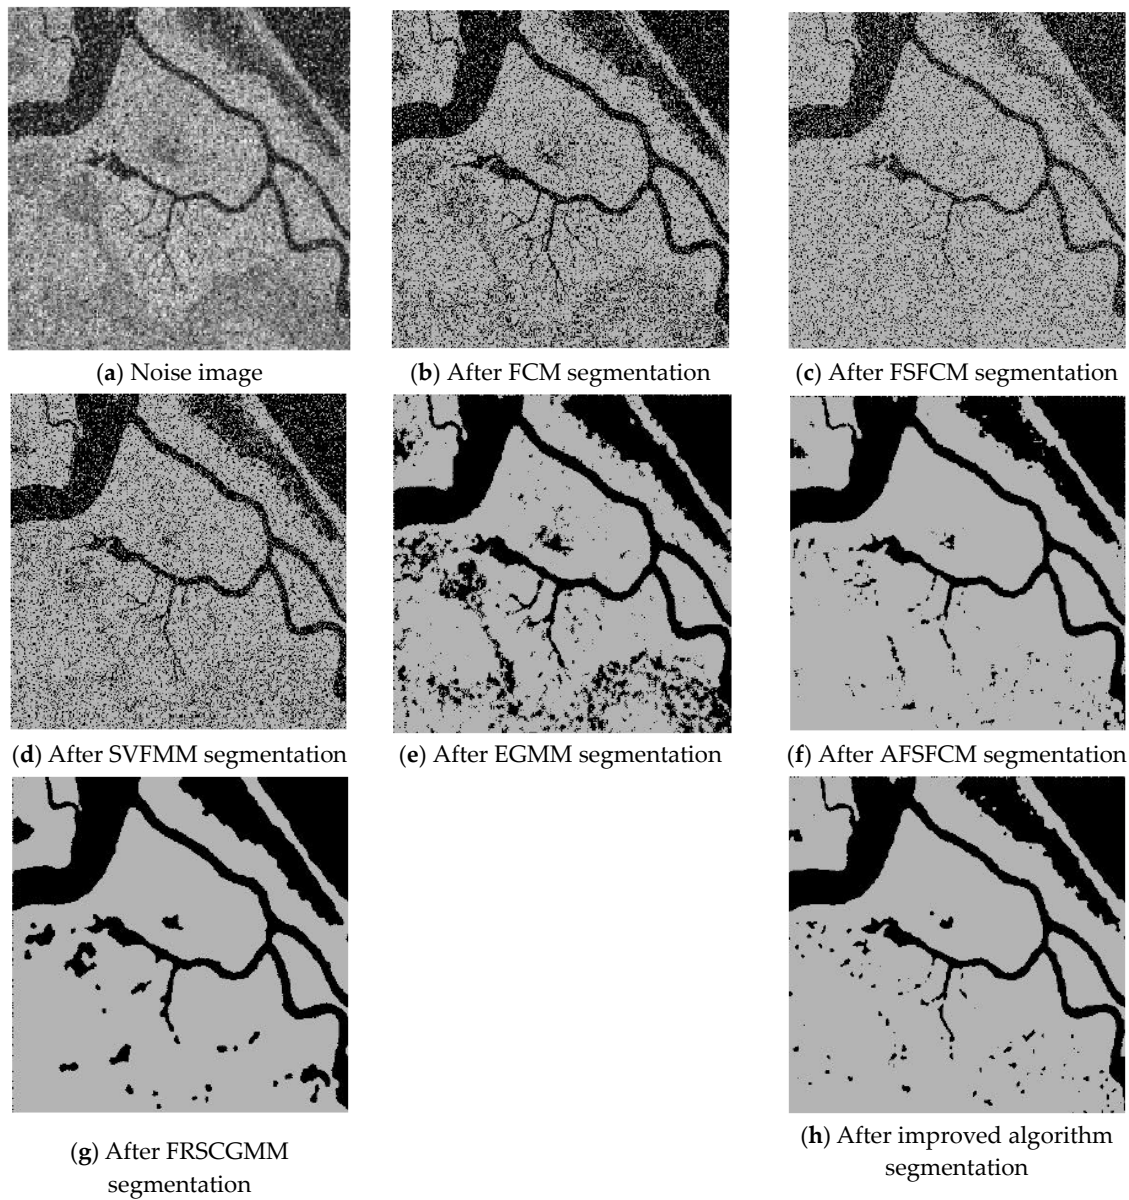 (a) Noise image
(b) After FCM segmentation
(c) After FSFCM segmentation
(d) After SVFMM segmentation
(e) After EGMM segmentation
(f) After AFSFCM segmentation
(g) After FRSCGMM
segmentation
(h) After improved algorithm
segmentation